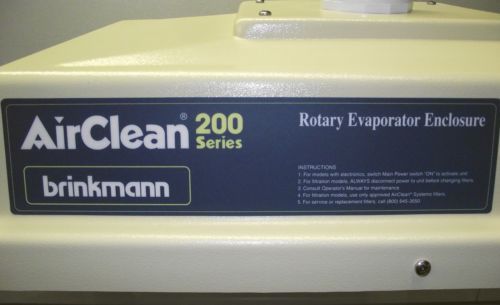 AirClean® 200 Series
Rotary Evaporator Enclosure
brinkmann
INSTRUCTIONS
1. For models with electronics, switch Main Power switch "ON" to activate unit.
2. For filtration models, ALWAYS disconnect power to unit before changing filters.
3. Consult Operator's Manual for maintenance.
4. For filtration models, use only approved AirClean® Systems filters.
5. For service or replacement filters: call (800) 645-3050